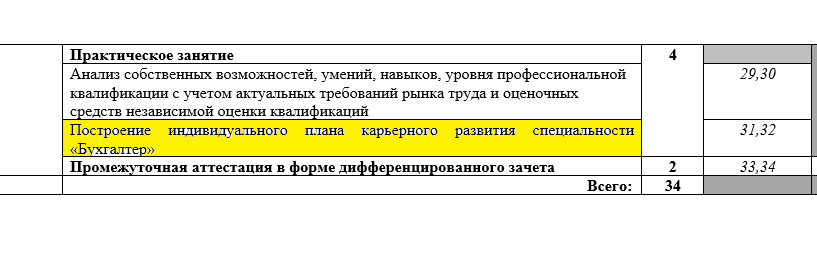 Практическое занятие 4
Анализ собственных возможностей, умений, навыков, уровня профессиональной 29,30
квалификации с учетом актуальных требований рынка труда и оценочных
средств независимой оценки квалификаций
Построение индивидуального плана карьерного развития специальности 31,32
«Бухгалтер»
Промежуточная аттестация в форме дифференцированного зачета 2 33,34
Всего: 34